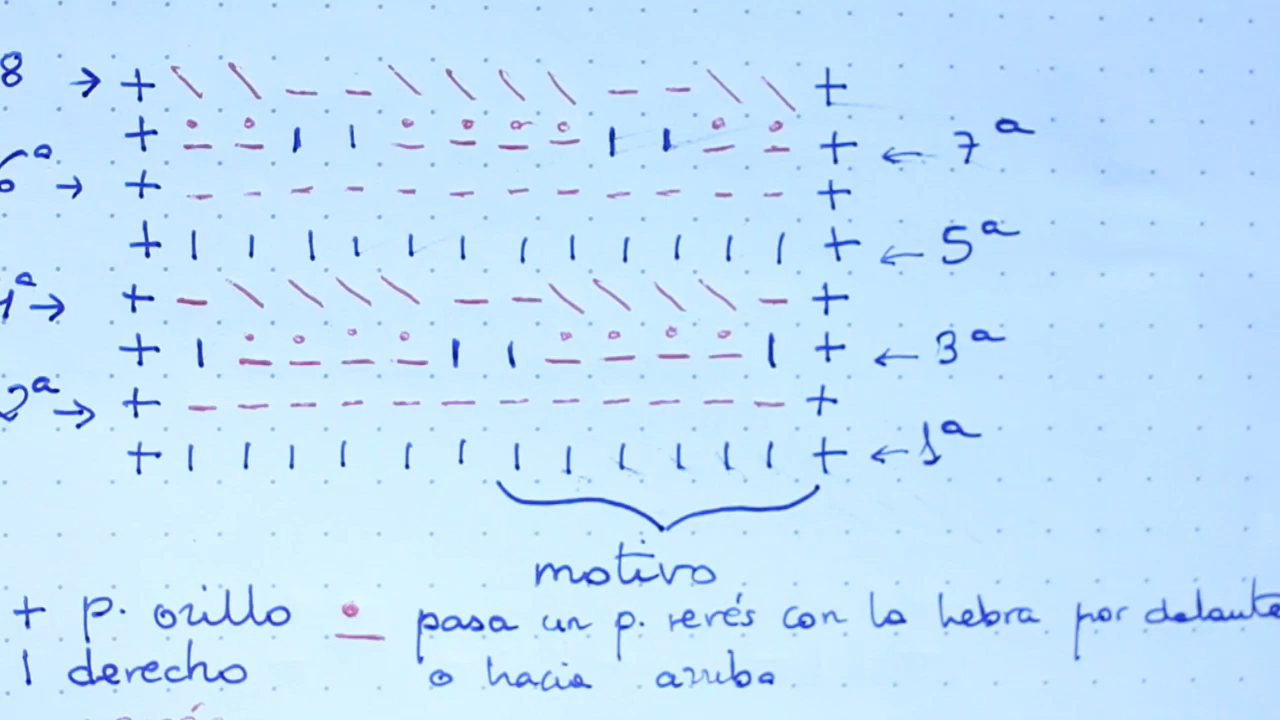 8 → + \ \ - - \ \ \ \ - - \ \ +
+ ∸ ∸ | | ∸ ∸ ∸ ∸ | | ∸ ∸ + ← 7ª
6ª → + - - - - - - - - - - - - +
+ | | | | | | | | | | | | + ← 5ª
4ª → + - \ \ \ \ - - \ \ \ \ - +
+ | ∸ ∸ ∸ ∸ | | ∸ ∸ ∸ ∸ | + ← 3ª
2ª → + - - - - - - - - - - - - +
+ | | | | | | | | | | | | + ← 1ª
motivo
+ p. orillo ∸ pasa un p. revés con la hebra por delante
| derecho o hacia arriba.